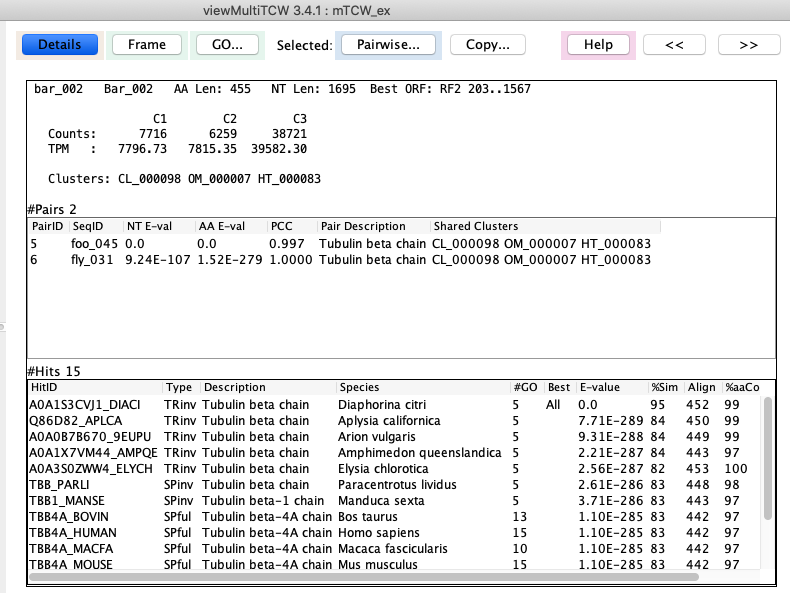 viewMultiTCW 3.4.1 : mTCW_ex
Details Frame GO... Selected: Pairwise... Copy... Help << >>
bar_002 Bar_002 AA Len: 455 NT Len: 1695 Best ORF: RF2 203..1567
C1 C2 C3
Counts: 7716 6259 38721
TPM : 7796.73 7815.35 39582.30
Clusters: CL_000098 OM_000007 HT_000083
#Pairs 2
PairID SeqID NT E-val AA E-val PCC Pair Description Shared Clusters
5 foo_045 0.0 0.0 0.997 Tubulin beta chain CL_000098 OM_000007 HT_000083
6 fly_031 9.24E-107 1.52E-279 1.0000 Tubulin beta chain CL_000098 OM_000007 HT_000083
#Hits 15
HitID Type Description Species #GO Best E-value %Sim Align %aaCo
A0A1S3CVJ1_DIACI TRinv Tubulin beta chain Diaphorina citri 5 All 0.0 95 452 99
Q86D82_APLCA TRinv Tubulin beta chain Aplysia californica 5 7.71E-289 84 450 99
A0A0B7B670_9EUPU TRinv Tubulin beta chain Arion vulgaris 5 9.31E-288 84 449 99
A0A1X7VM44_AMPQE TRinv Tubulin beta chain Amphimedon queenslandica 5 2.21E-287 84 443 97
A0A3S0ZWW4_ELYCH TRinv Tubulin beta chain Elysia chlorotica 5 2.56E-287 82 453 100
TBB_PARLI SPinv Tubulin beta chain Paracentrotus lividus 5 2.61E-286 83 448 98
TBB1_MANSE SPinv Tubulin beta-1 chain Manduca sexta 5 3.71E-286 83 443 97
TBB4A_BOVIN SPful Tubulin beta-4A chain Bos taurus 13 1.10E-285 83 442 97
TBB4A_HUMAN SPful Tubulin beta-4A chain Homo sapiens 15 1.10E-285 83 442 97
TBB4A_MACFA SPful Tubulin beta-4A chain Macaca fascicularis 10 1.10E-285 83 442 97
TBB4A_MOUSE SPful Tubulin beta-4A chain Mus musculus 15 1.10E-285 83 442 97